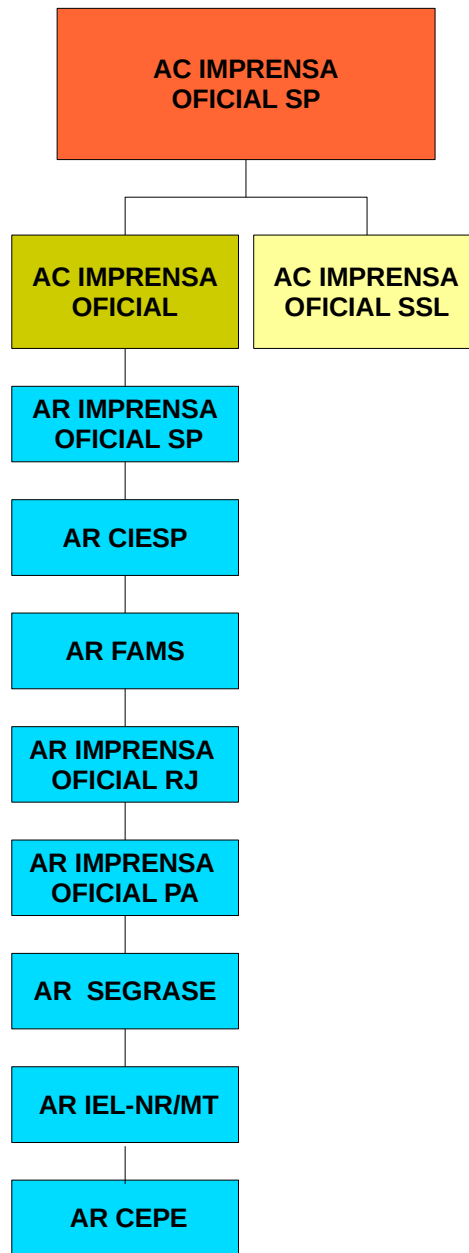 AC IMPRENSA
OFICIAL SP
AC IMPRENSA
OFICIAL
AC IMPRENSA
OFICIAL SSL
AR IMPRENSA
OFICIAL SP
AR CIESP
AR FAMS
AR IMPRENSA
OFICIAL RJ
AR IMPRENSA
OFICIAL PA
AR  SEGRASE
AR IEL-NR/MT
AR CEPE